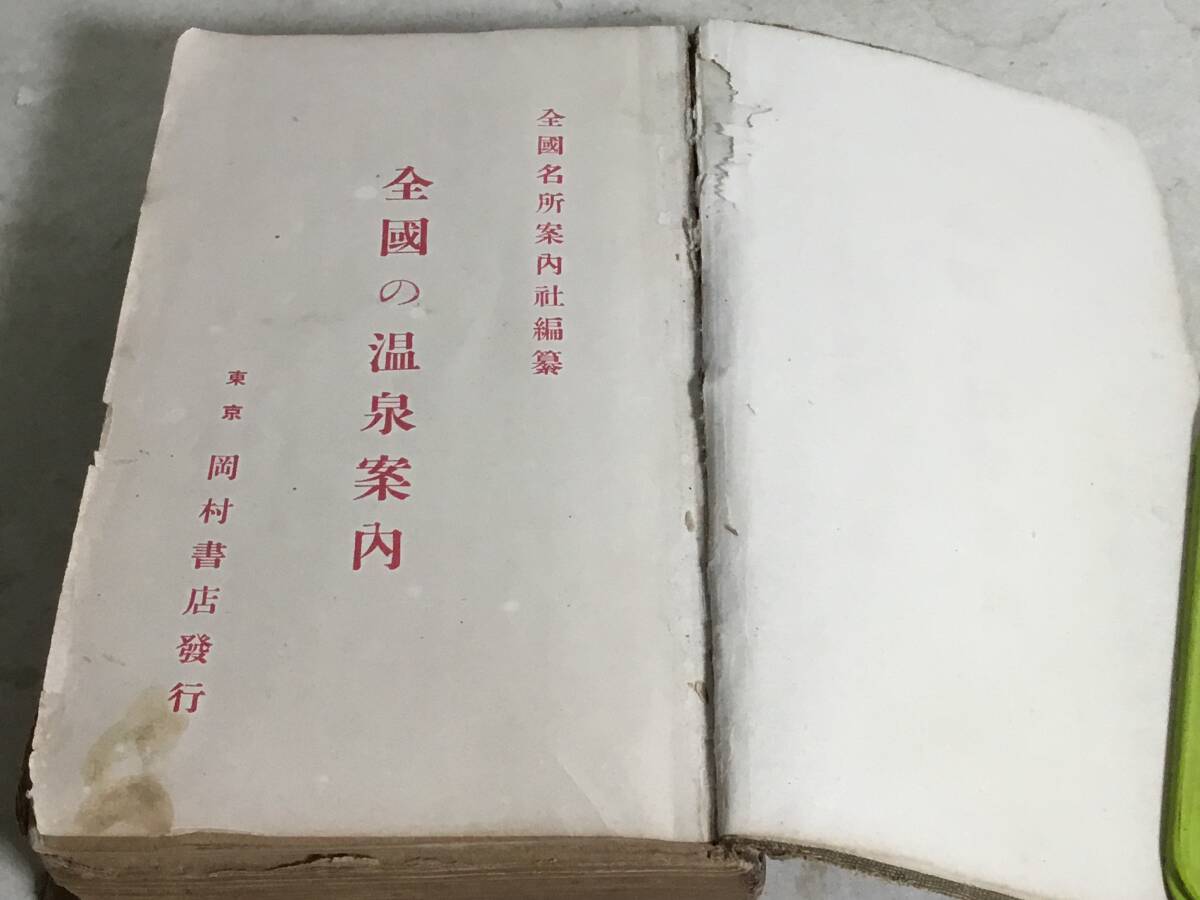 全國名所案內社編纂
全國の温泉案內
東京 岡村書店發行